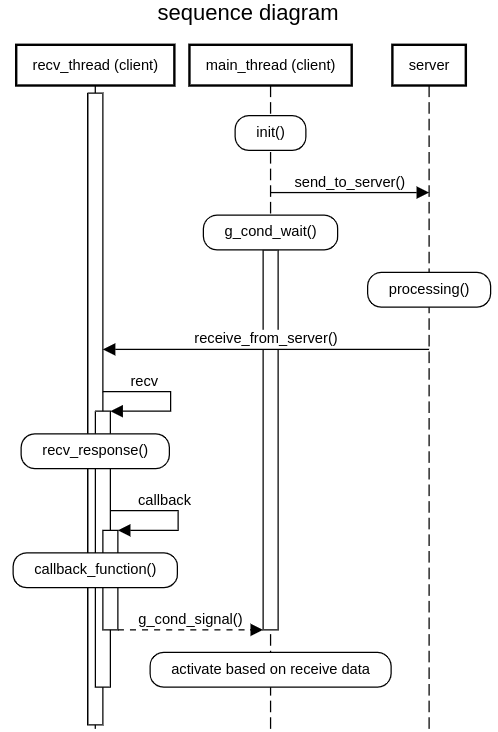 sequence diagram
recv_thread (client)
main_thread (client)
server
init()
send_to_server()
g_cond_wait()
processing()
receive_from_server()
recv
recv_response()
callback
callback_function()
g_cond_signal()
activate based on receive data